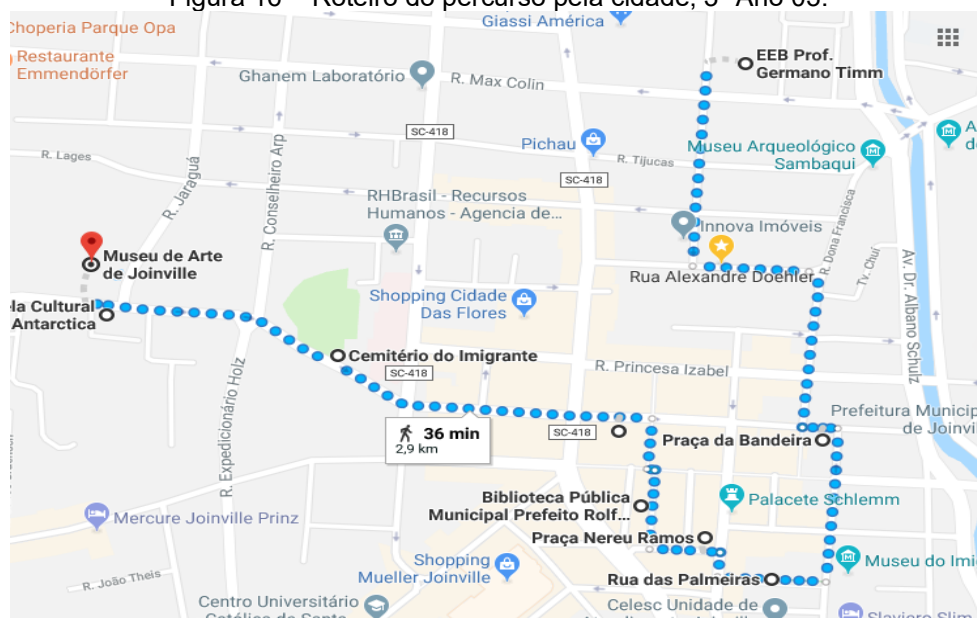 Figura 16 – Roteiro do percurso pela cidade, 5º Ano 05.
Choperia Parque Opa
Giassi América
Restaurante
Emmendörfer
EEB Prof.
Germano Timm
Ghanem Laboratório
R. Max Colin
SC-418
Pichau
Museu Arqueológico
Sambaqui
R. Lages
R. Tijucas
SC-418
R. Jaraguá
R. Conselheiro Arp
RHBrasil - Recursos
Humanos - Agencia de...
Innova Imóveis
R. Dona Francisca
Tv. Chuí
Av. Dr. Albano Schulz
Museu de Arte
de Joinville
Rua Alexandre Doehler
Shopping Cidade
Das Flores
Cultural
Antarctica
Cemitério do Imigrante
SC-418
R. Princesa Izabel
R. Expedicionário Holz
36 min
2,9 km
SC-418
Praça da Bandeira
Prefeitura
Biblioteca Pública
Municipal Prefeito Rolf...
Palacete Schlemm
Mercure Joinville Prinz
Praça Nereu Ramos
Shopping
Mueller Joinville
Museu do
R. João Theis
Rua das Palmeiras
Centro Universitário
Celesc Unidade de
Slaviero Slim